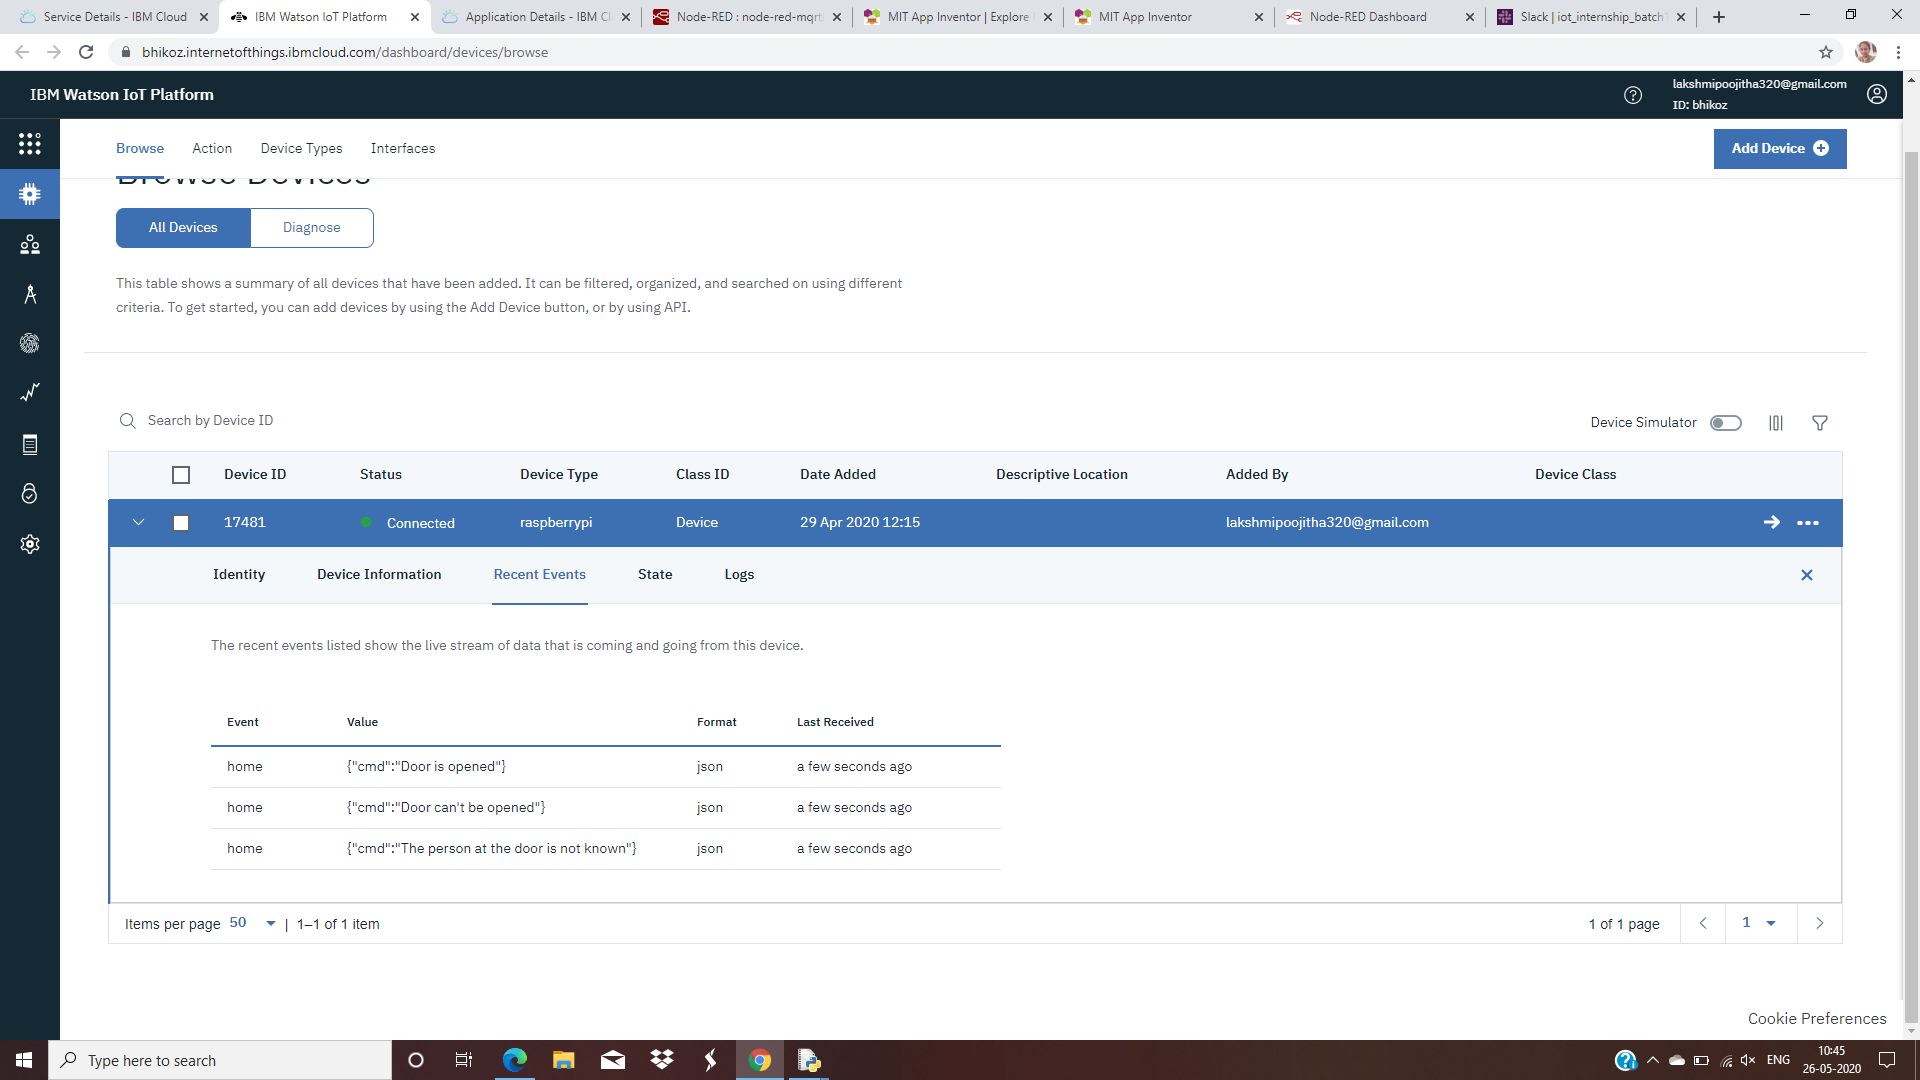 Service Details - IBM Cloud
IBM Watson IoT Platform
Application Details - IBM Cl
Node-RED : node-red-mqrt
MIT App Inventor | Explore
MIT App Inventor
Node-RED Dashboard
Slack | iot_internship_batch1
bhikoz.internetofthings.ibmcloud.com/dashboard/devices/browse
IBM Watson IoT Platform
lakshmipoojitha320@gmail.com
ID: bhikoz
Browse Action Device Types Interfaces
Add Device
Browse Devices
All Devices Diagnose
This table shows a summary of all devices that have been added. It can be filtered, organized, and searched on using different
criteria. To get started, you can add devices by using the Add Device button, or by using API.
Search by Device ID
Device Simulator
Device ID Status Device Type Class ID Date Added Descriptive Location Added By Device Class
17481 Connected raspberrypi Device 29 Apr 2020 12:15 lakshmipoojitha320@gmail.com
Identity Device Information Recent Events State Logs
The recent events listed show the live stream of data that is coming and going from this device.
Event Value Format Last Received
home {"cmd":"Door is opened"} json a few seconds ago
home {"cmd":"Door can't be opened"} json a few seconds ago
home {"cmd":"The person at the door is not known"} json a few seconds ago
Items per page 50 | 1–1 of 1 item
1 of 1 page 1
Cookie Preferences
Type here to search
ENG
10:45
26-05-2020